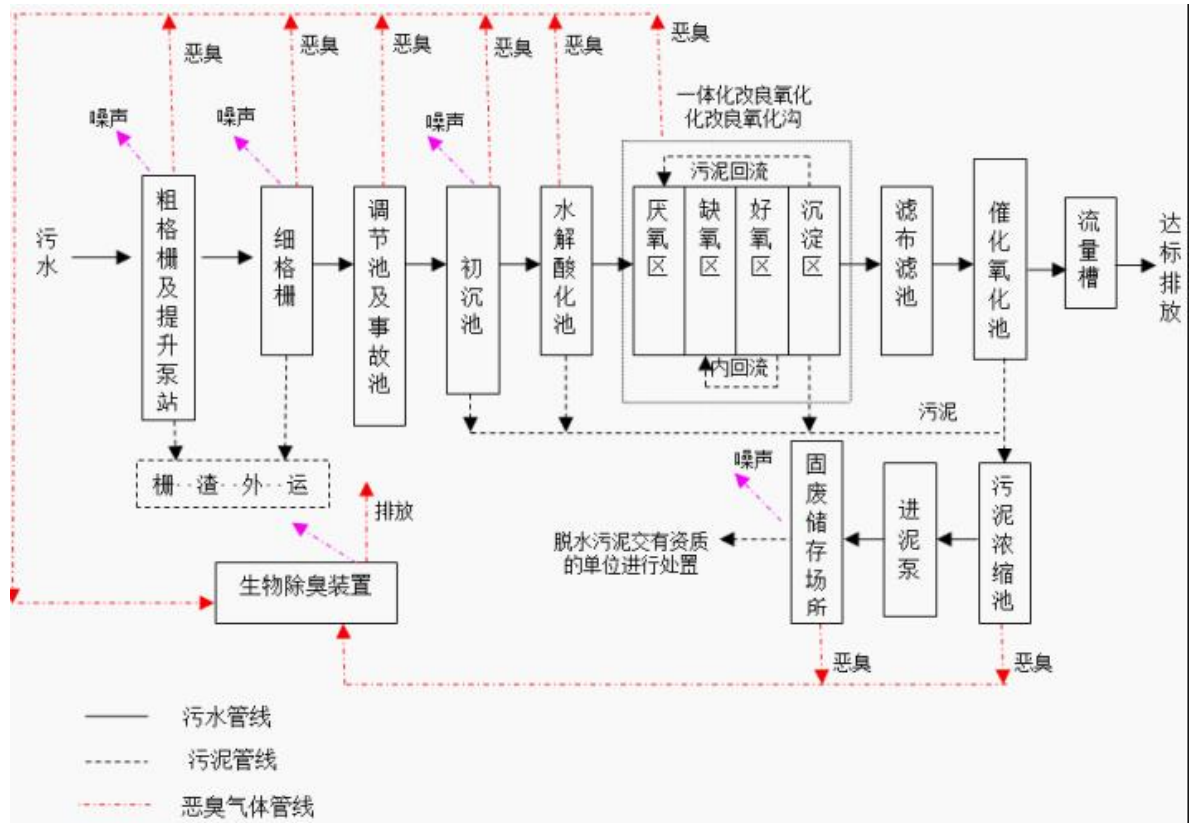 恶臭
恶臭
恶臭
恶臭
恶臭
恶臭
噪声
噪声
噪声
一体化改良氧化
化改良氧化沟
污泥回流
污水
粗格栅及提升泵站
细格栅
调节池及事故池
初沉池
水解酸化池
厌氧区
缺氧区
好氧区
沉淀区
滤布滤池
催化氧化池
流量槽
达标排放
内回流
污泥
栅渣外运
噪声
固废储存场所
进泥泵
污泥浓缩池
排放
脱水污泥交有资质
的单位进行处置
生物除臭装置
恶臭
恶臭
污水管线
污泥管线
恶臭气体管线